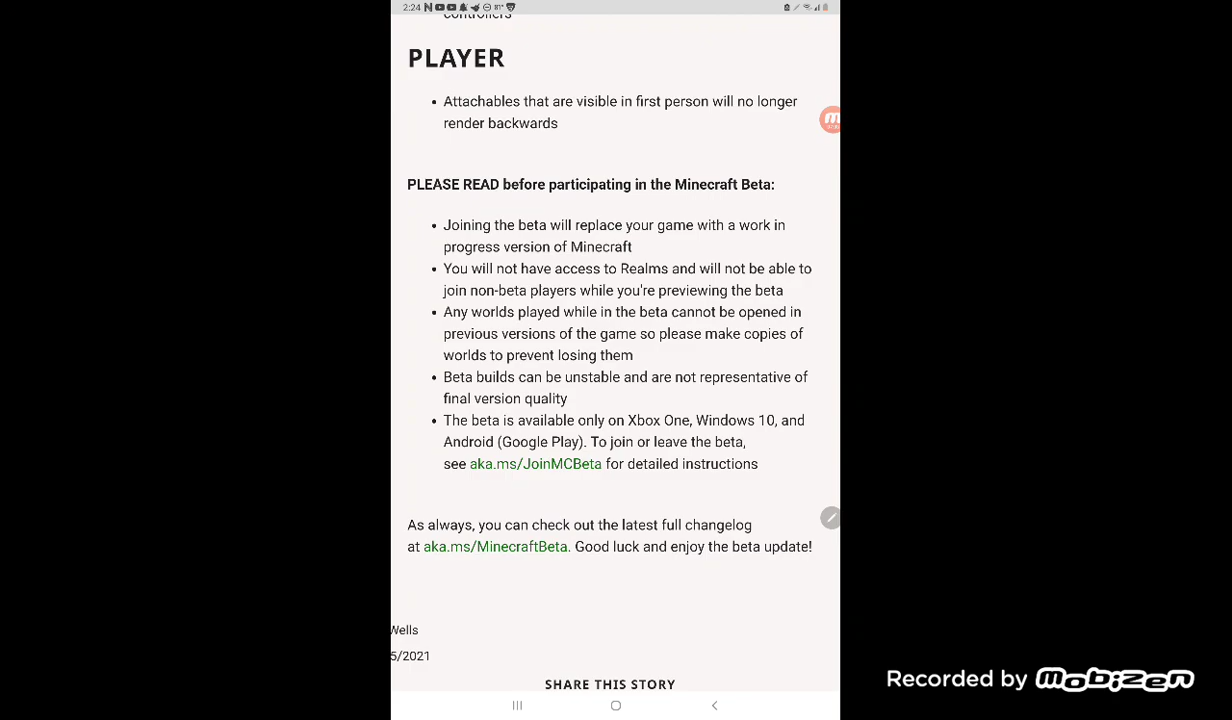 2:24 81°
controllers
PLAYER
• Attachables that are visible in first person will no longer
render backwards
PLEASE READ before participating in the Minecraft Beta:
• Joining the beta will replace your game with a work in
progress version of Minecraft
• You will not have access to Realms and will not be able to
join non-beta players while you're previewing the beta
• Any worlds played while in the beta cannot be opened in
previous versions of the game so please make copies of
worlds to prevent losing them
• Beta builds can be unstable and are not representative of
final version quality
• The beta is available only on Xbox One, Windows 10, and
Android (Google Play). To join or leave the beta,
see aka.ms/JoinMCBeta for detailed instructions
As always, you can check out the latest full changelog
at aka.ms/MinecraftBeta. Good luck and enjoy the beta update!
Wells
5/2021
SHARE THIS STORY
Recorded by mobizen